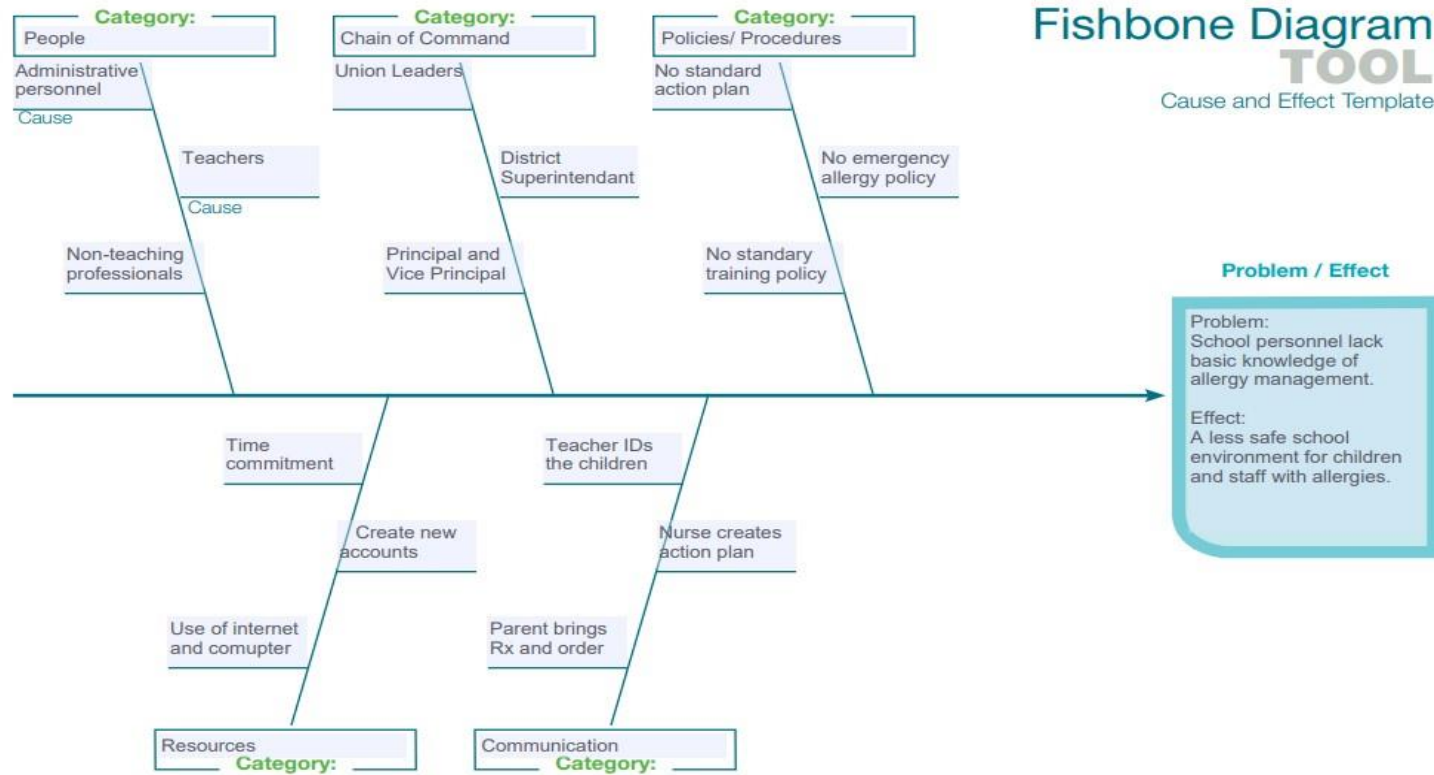 Fishbone Diagram
TOOL
Cause and Effect Template
Category:
People
Administrative
personnel
Cause
Teachers
Cause
Non-teaching
professionals
Category:
Chain of Command
Union Leaders
District
Superintendant
Principal and
Vice Principal
Category:
Policies/ Procedures
No standard
action plan
No emergency
allergy policy
No standary
training policy
Problem / Effect
Problem:
School personnel lack
basic knowledge of
allergy management.
Effect:
A less safe school
environment for children
and staff with allergies.
Time
commitment
Create new
accounts
Use of internet
and comupter
Resources
Category:
Teacher IDs
the children
Nurse creates
action plan
Parent brings
Rx and order
Communication
Category: